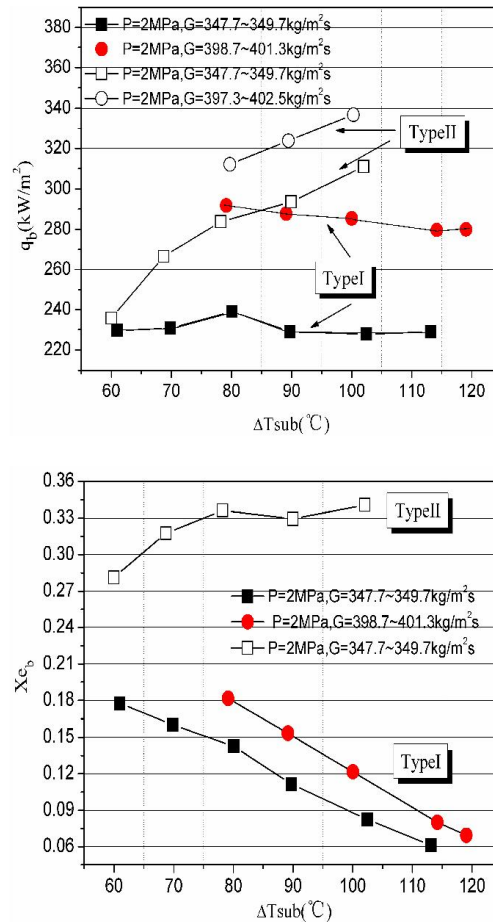 P=2MPa,G=347.7~349.7kg/m²s
P=2MPa,G=398.7~401.3kg/m²s
P=2MPa,G=347.7~349.7kg/m²s
P=2MPa,G=397.3~402.5kg/m²s
380
360
340
320
300
280
260
240
220
q_b(kW/m²)
TypeII
TypeI
60 70 80 90 100 110 120
ΔTsub(℃)
0.36
0.33
0.30
0.27
0.24
0.21
0.18
0.15
0.12
0.09
0.06
Xe_b
TypeII
P=2MPa,G=347.7~349.7kg/m²s
P=2MPa,G=398.7~401.3kg/m²s
P=2MPa,G=347.7~349.7kg/m²s
TypeI
60 70 80 90 100 110 120
ΔTsub(℃)